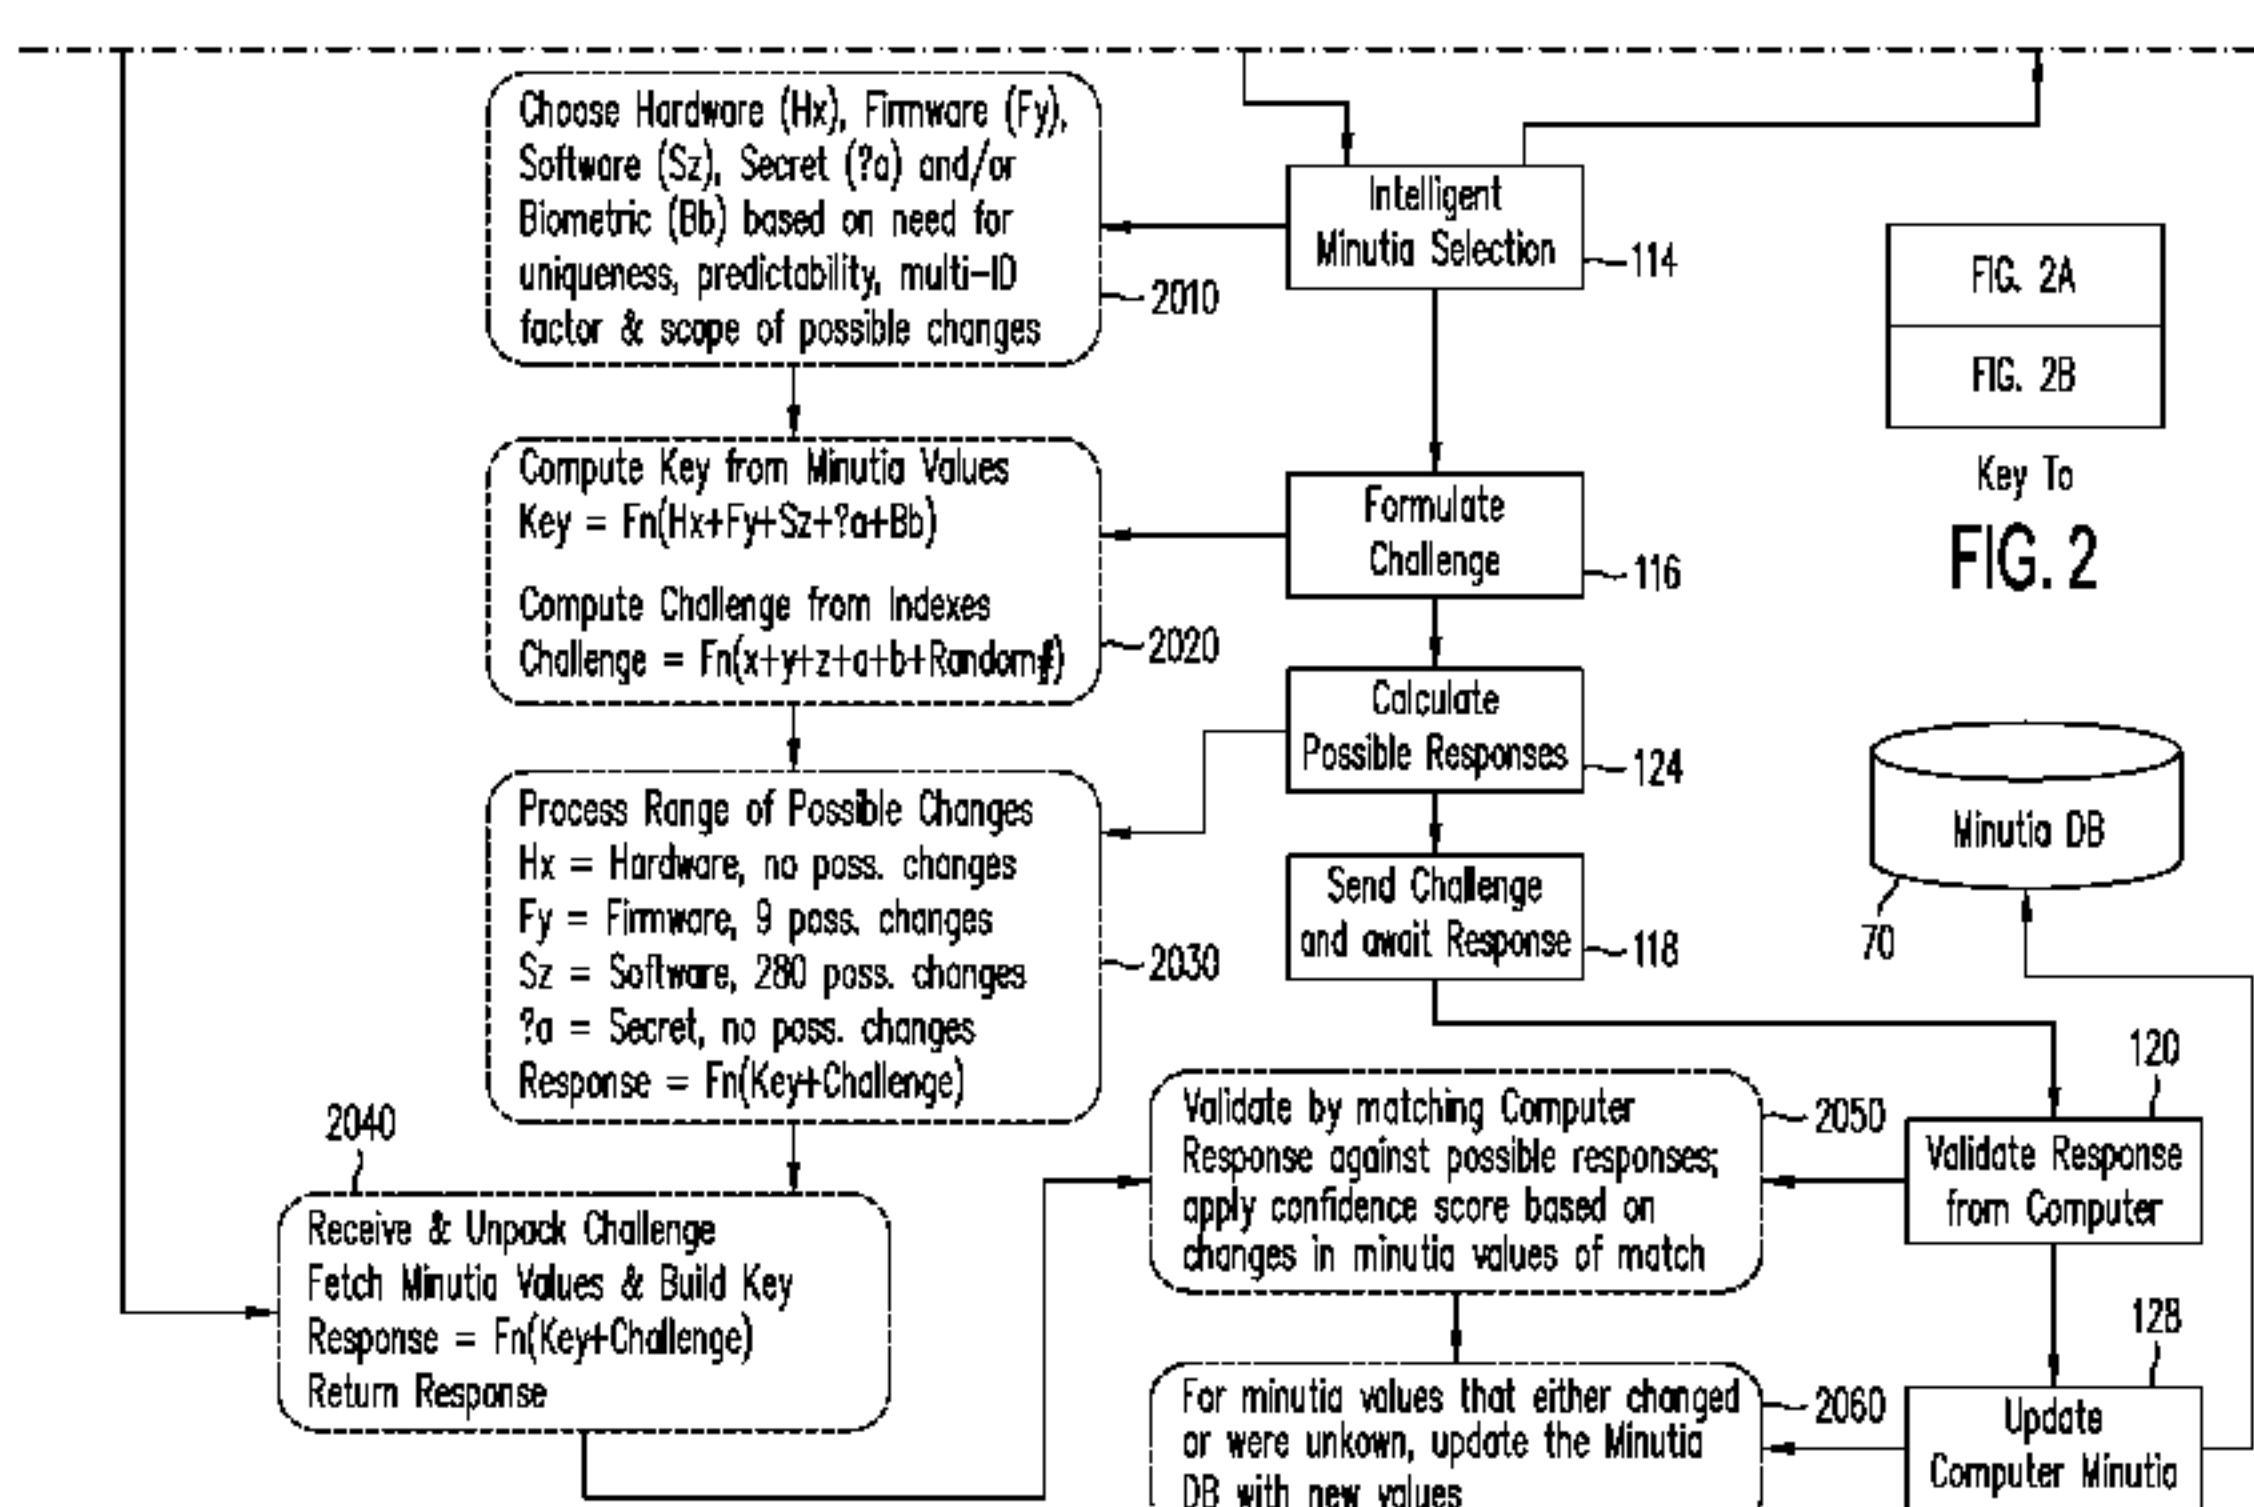 Choose Hardware (Hx), Firmware (Fy),
Software (Sz), Secret (?a) and/or
Biometric (Bb) based on need for
uniqueness, predictability, multi-ID
factor & scope of possible changes
2010
Intelligent
Minutia Selection
114
FIG. 2A
FIG. 2B
Key To
FIG. 2
Compute Key from Minutia Values
Key = Fn(Hx+Fy+Sz+?a+Bb)
Compute Challenge from Indexes
Challenge = Fn(x+y+z+a+b+Random#)
2020
Formulate
Challenge
116
Calculate
Possible Responses
124
Minutia DB
70
Process Range of Possible Changes
Hx = Hardware, no poss. changes
Fy = Firmware, 9 poss. changes
Sz = Software, 280 poss. changes
?a = Secret, no poss. changes
Response = Fn(Key+Challenge)
2030
Send Challenge
and await Response
118
120
Validate Response
from Computer
2040
Receive & Unpack Challenge
Fetch Minutia Values & Build Key
Response = Fn(Key+Challenge)
Return Response
Validate by matching Computer
Response against possible responses;
apply confidence score based on
changes in minutia values of match
2050
128
Update
Computer Minutia
For minutia values that either changed
or were unkown, update the Minutia
DB with new values
2060